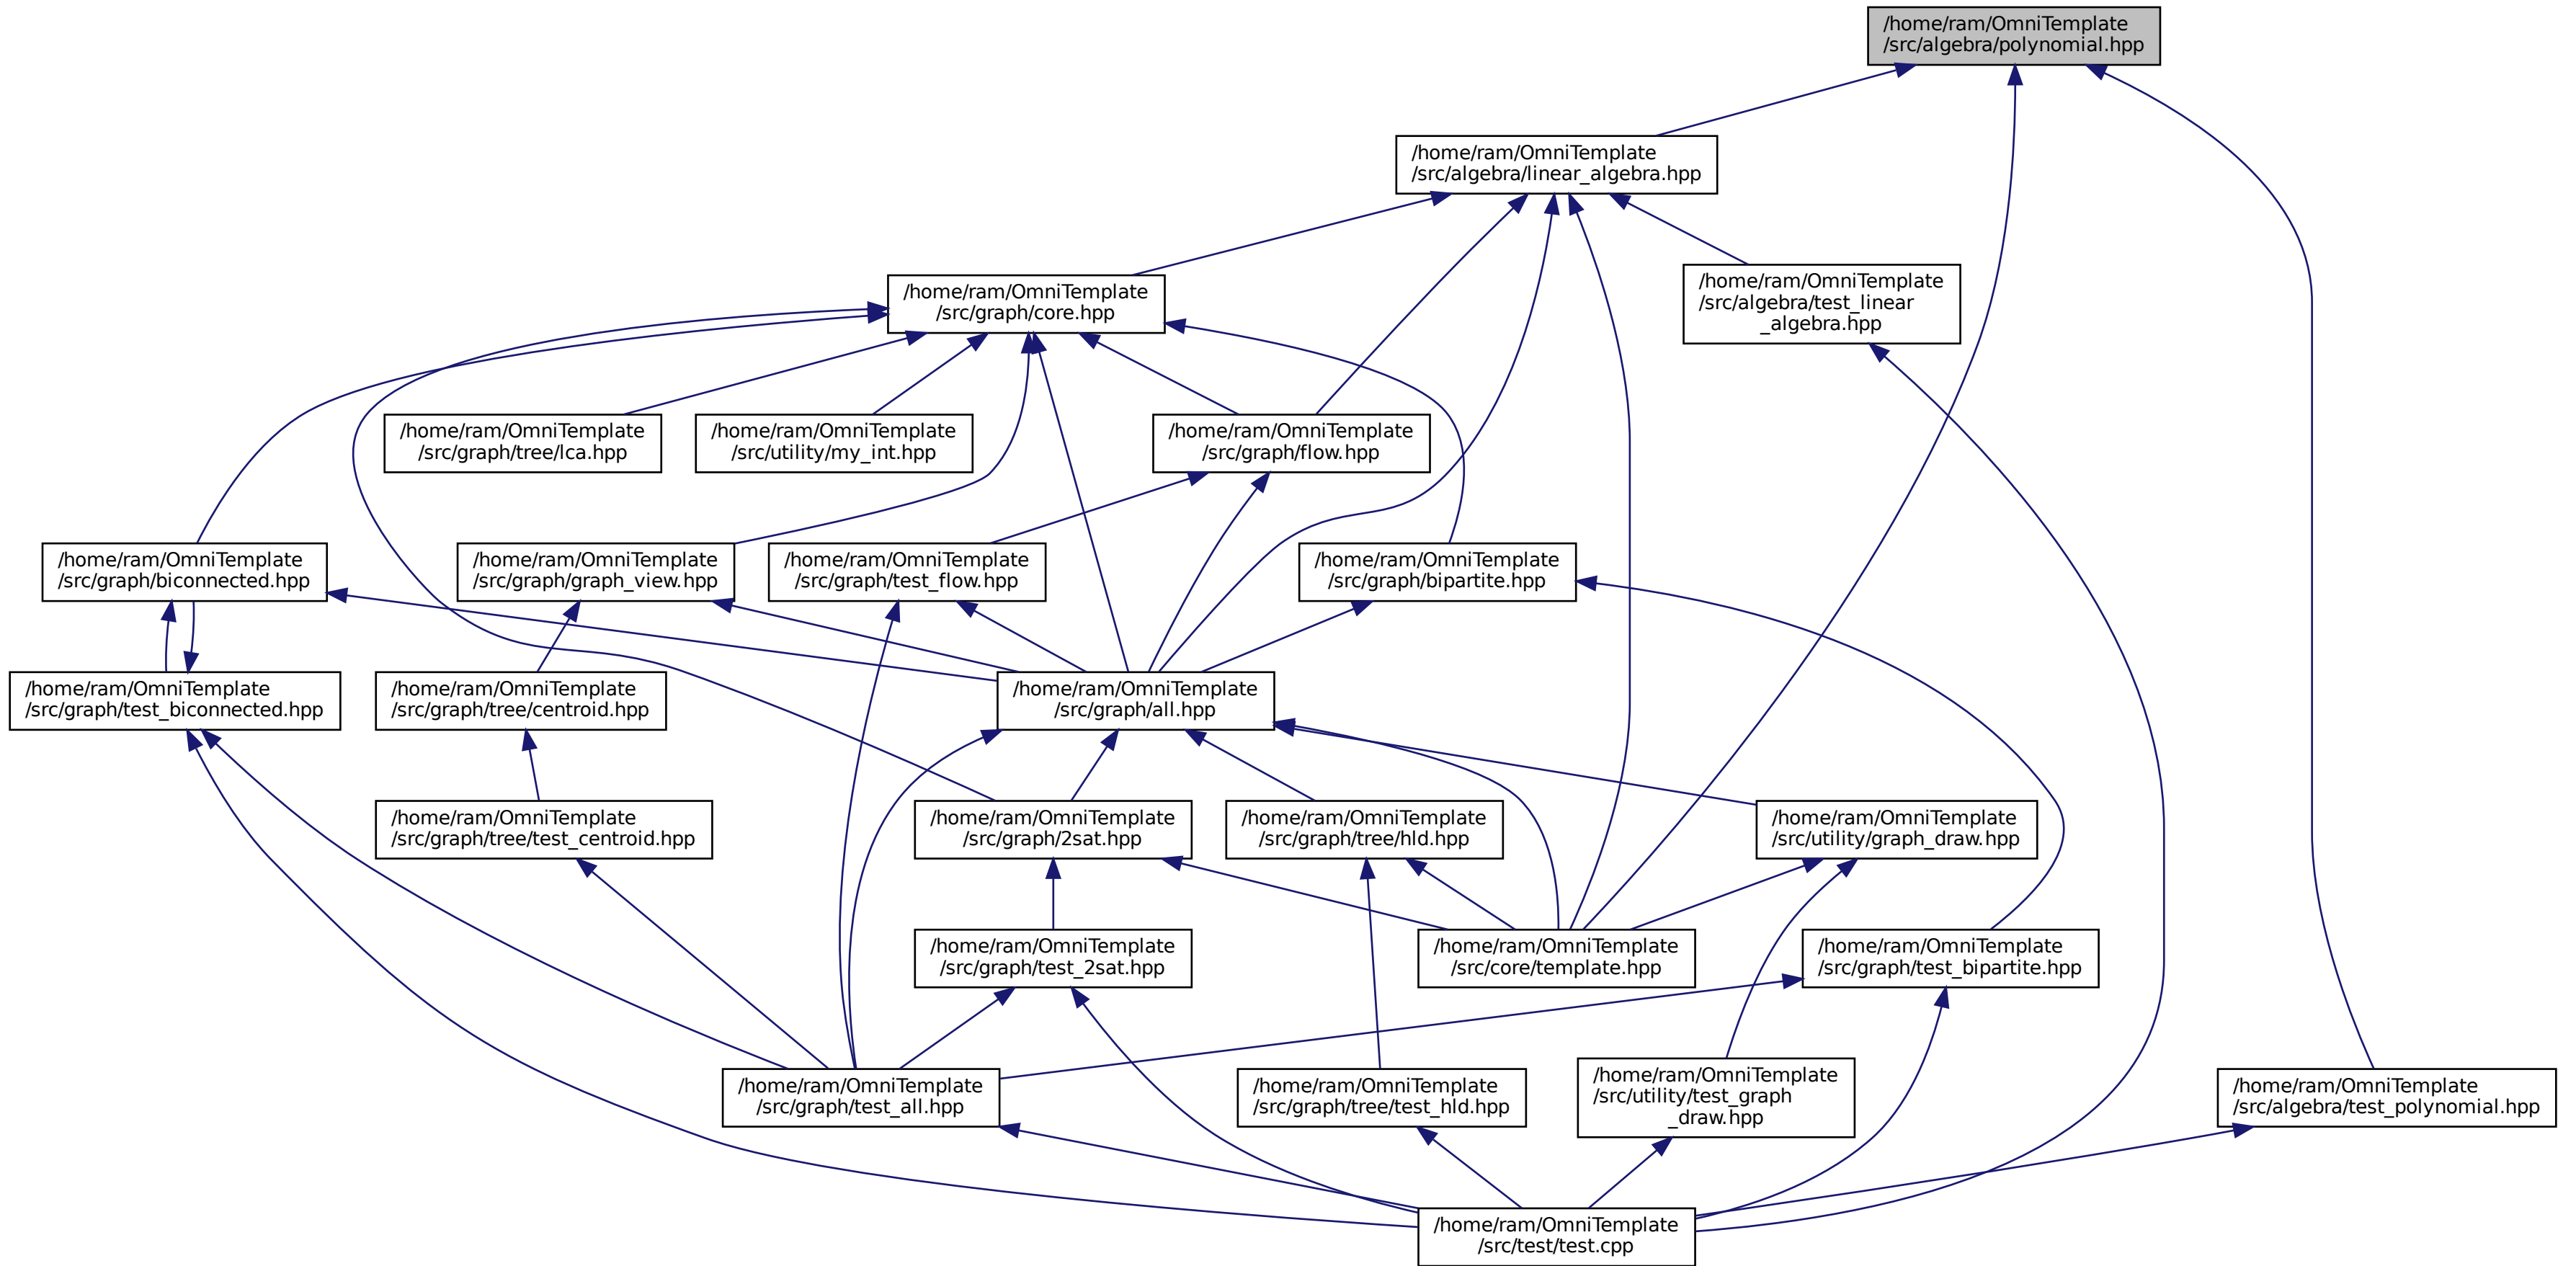 /home/ram/OmniTemplate
/src/algebra/polynomial.hpp
/home/ram/OmniTemplate
/src/algebra/linear_algebra.hpp
/home/ram/OmniTemplate
/src/graph/core.hpp
/home/ram/OmniTemplate
/src/algebra/test_linear
_algebra.hpp
/home/ram/OmniTemplate
/src/graph/tree/lca.hpp
/home/ram/OmniTemplate
/src/utility/my_int.hpp
/home/ram/OmniTemplate
/src/graph/flow.hpp
/home/ram/OmniTemplate
/src/graph/biconnected.hpp
/home/ram/OmniTemplate
/src/graph/graph_view.hpp
/home/ram/OmniTemplate
/src/graph/test_flow.hpp
/home/ram/OmniTemplate
/src/graph/bipartite.hpp
/home/ram/OmniTemplate
/src/graph/test_biconnected.hpp
/home/ram/OmniTemplate
/src/graph/tree/centroid.hpp
/home/ram/OmniTemplate
/src/graph/all.hpp
/home/ram/OmniTemplate
/src/graph/tree/test_centroid.hpp
/home/ram/OmniTemplate
/src/graph/2sat.hpp
/home/ram/OmniTemplate
/src/graph/tree/hld.hpp
/home/ram/OmniTemplate
/src/utility/graph_draw.hpp
/home/ram/OmniTemplate
/src/graph/test_2sat.hpp
/home/ram/OmniTemplate
/src/core/template.hpp
/home/ram/OmniTemplate
/src/graph/test_bipartite.hpp
/home/ram/OmniTemplate
/src/graph/test_all.hpp
/home/ram/OmniTemplate
/src/graph/tree/test_hld.hpp
/home/ram/OmniTemplate
/src/utility/test_graph
_draw.hpp
/home/ram/OmniTemplate
/src/algebra/test_polynomial.hpp
/home/ram/OmniTemplate
/src/test/test.cpp